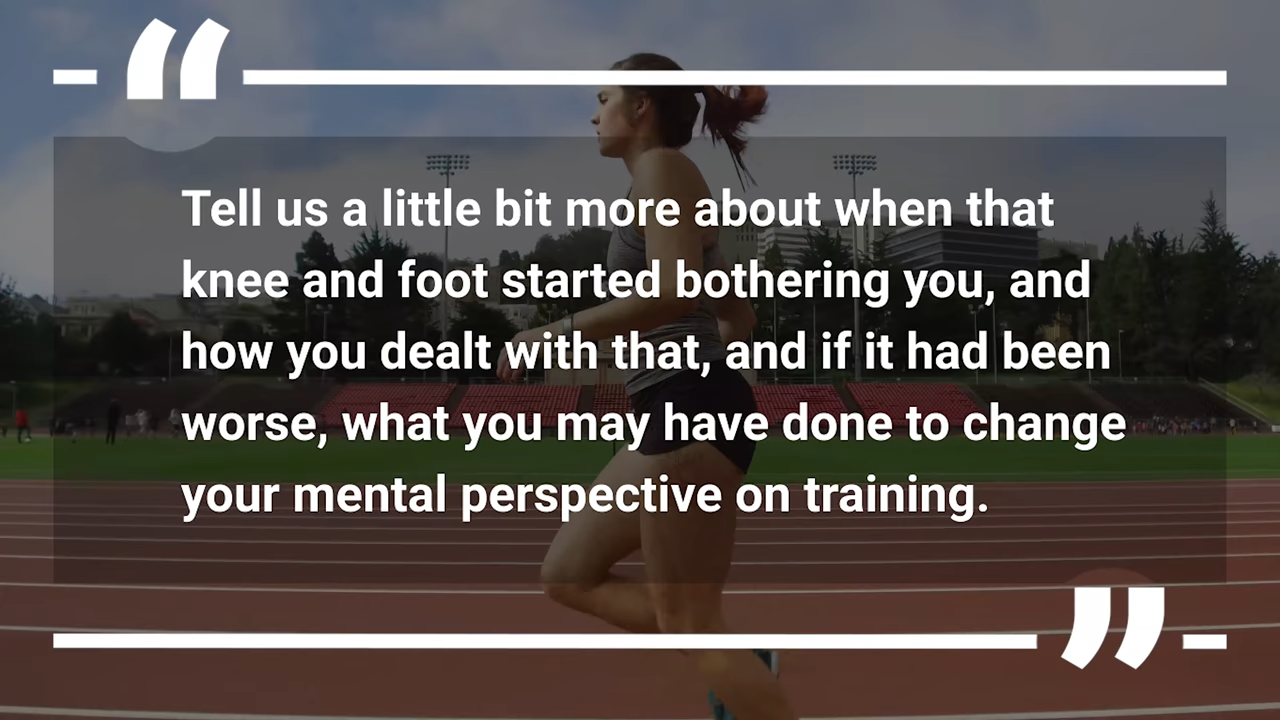 Tell us a little bit more about when that
knee and foot started bothering you, and
how you dealt with that, and if it had been
worse, what you may have done to change
your mental perspective on training.